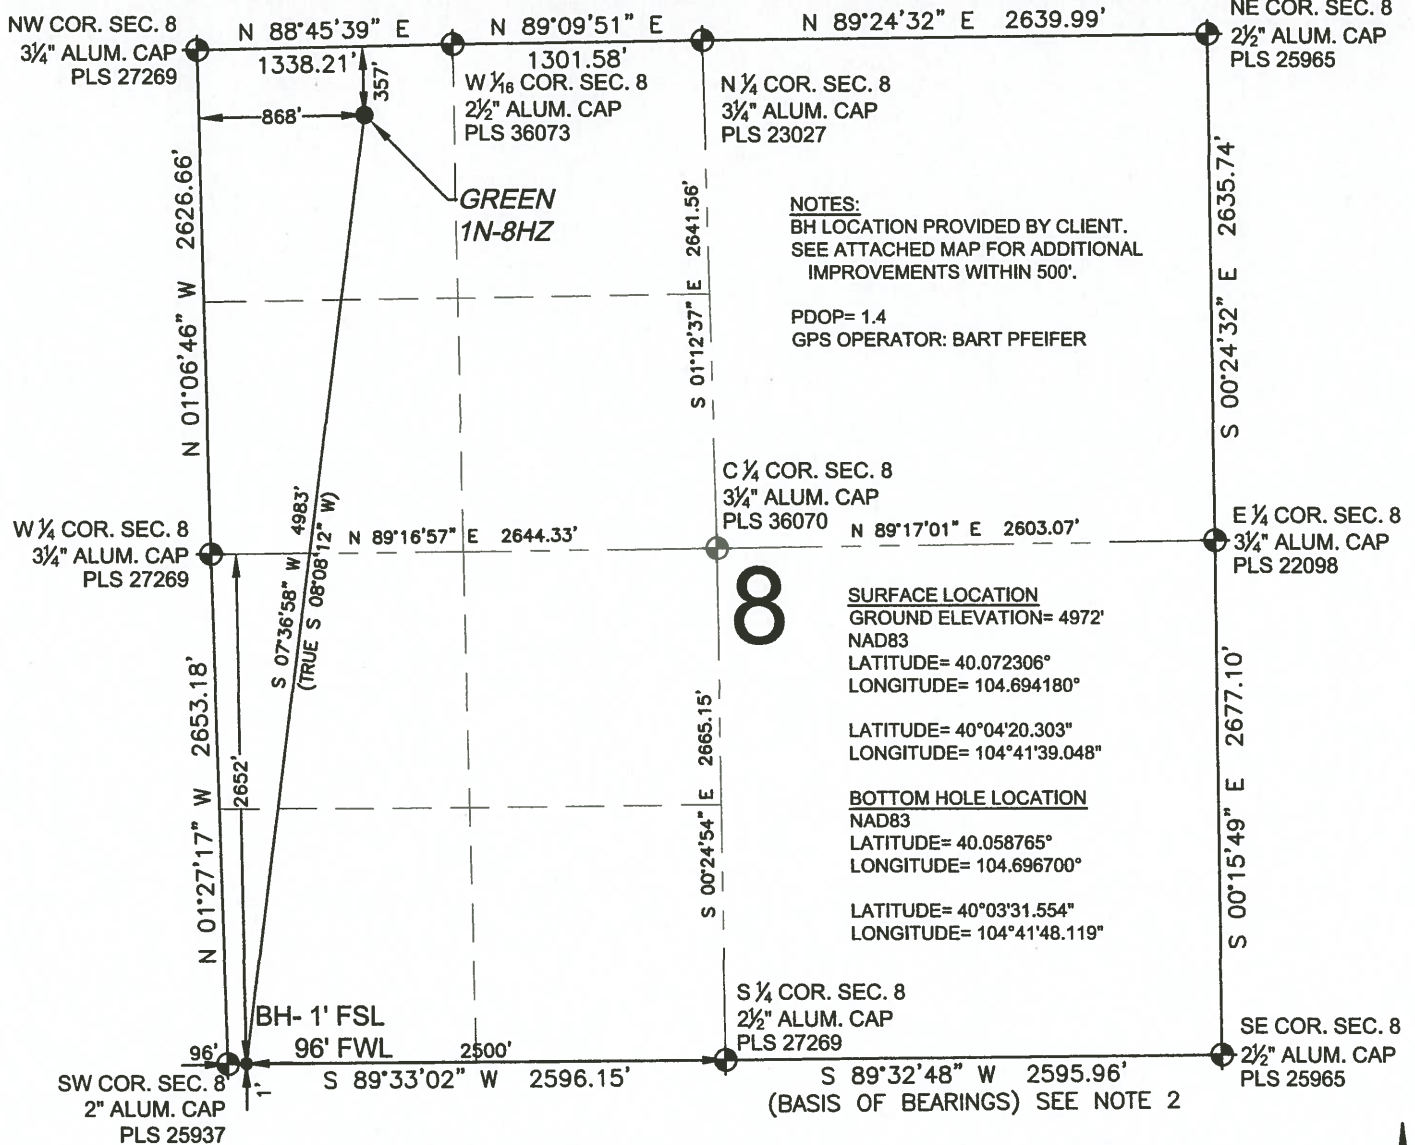 NW COR. SEC. 8
3¼" ALUM. CAP
PLS 27269
N 88°45'39" E
1338.21'
N 89°09'51" E
1301.58'
N 89°24'32" E 2639.99'
NE COR. SEC. 8
2½" ALUM. CAP
PLS 25965
W 1⁄16 COR. SEC. 8
2½" ALUM. CAP
PLS 36073
N ¼ COR. SEC. 8
3¼" ALUM. CAP
PLS 23027
357'
868'
GREEN
1N-8HZ
N 01°06'46" W 2626.66'
S 01°12'37" E 2641.56'
S 00°24'32" E 2635.74'
NOTES:
BH LOCATION PROVIDED BY CLIENT.
SEE ATTACHED MAP FOR ADDITIONAL
IMPROVEMENTS WITHIN 500'.
PDOP= 1.4
GPS OPERATOR: BART PFEIFER
C ¼ COR. SEC. 8
3¼" ALUM. CAP
PLS 36070
W ¼ COR. SEC. 8
3¼" ALUM. CAP
PLS 27269
S 07°36'58" W 4983'
(TRUE S 08°08'12" W)
N 89°16'57" E 2644.33'
N 89°17'01" E 2603.07'
E ¼ COR. SEC. 8
3¼" ALUM. CAP
PLS 22098
8
SURFACE LOCATION
GROUND ELEVATION= 4972'
NAD83
LATITUDE= 40.072306°
LONGITUDE= 104.694180°
LATITUDE= 40°04'20.303"
LONGITUDE= 104°41'39.048"
BOTTOM HOLE LOCATION
NAD83
LATITUDE= 40.058765°
LONGITUDE= 104.696700°
LATITUDE= 40°03'31.554"
LONGITUDE= 104°41'48.119"
N 01°27'17" W 2653.18'
2652'
S 00°24'54" E 2665.15'
S 00°15'49" E 2677.10'
BH- 1' FSL
96' FWL
96'
2500'
1'
S ¼ COR. SEC. 8
2½" ALUM. CAP
PLS 27269
SE COR. SEC. 8
2½" ALUM. CAP
PLS 25965
SW COR. SEC. 8
2" ALUM. CAP
PLS 25937
S 89°33'02" W 2596.15'
S 89°32'48" W 2595.96'
(BASIS OF BEARINGS) SEE NOTE 2